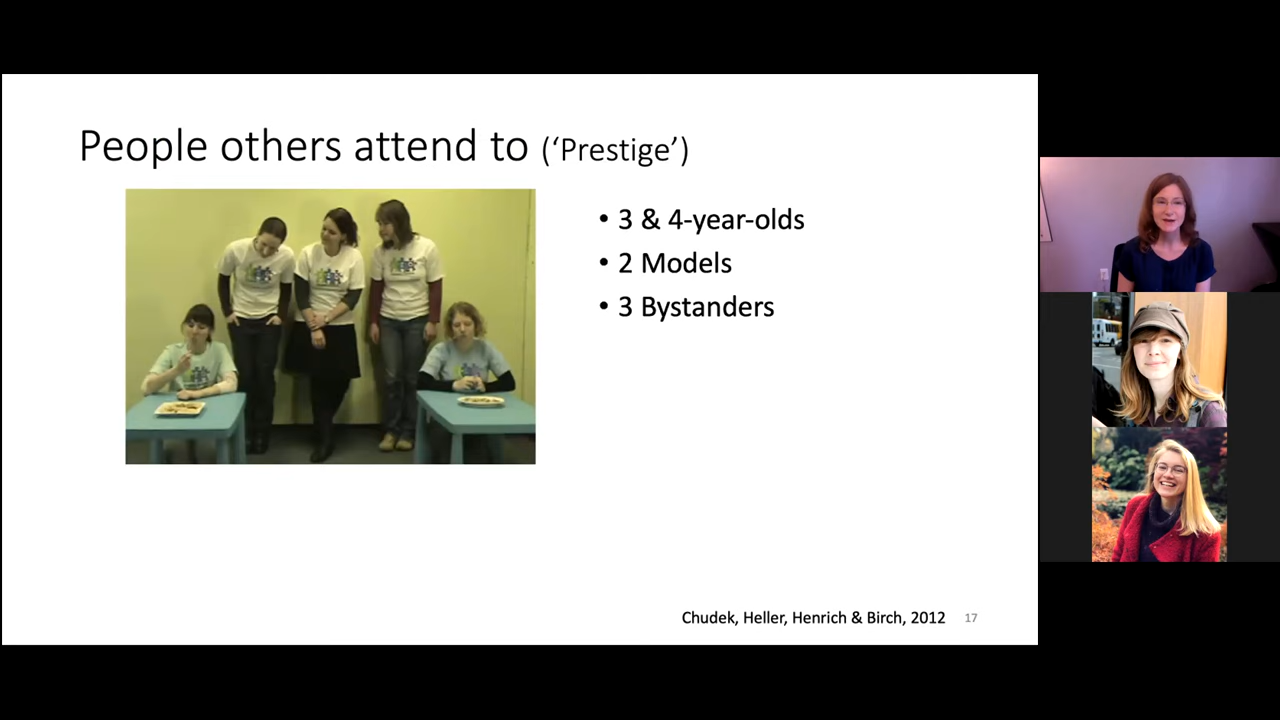 People others attend to (‘Prestige’)
• 3 & 4-year-olds
• 2 Models
• 3 Bystanders
Chudek, Heller, Henrich & Birch, 2012
17